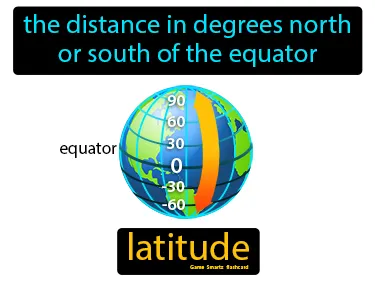 the distance in degrees north
or south of the equator
90
60
30
equator
0
-30
-60
latitude
Game Smartz flashcard